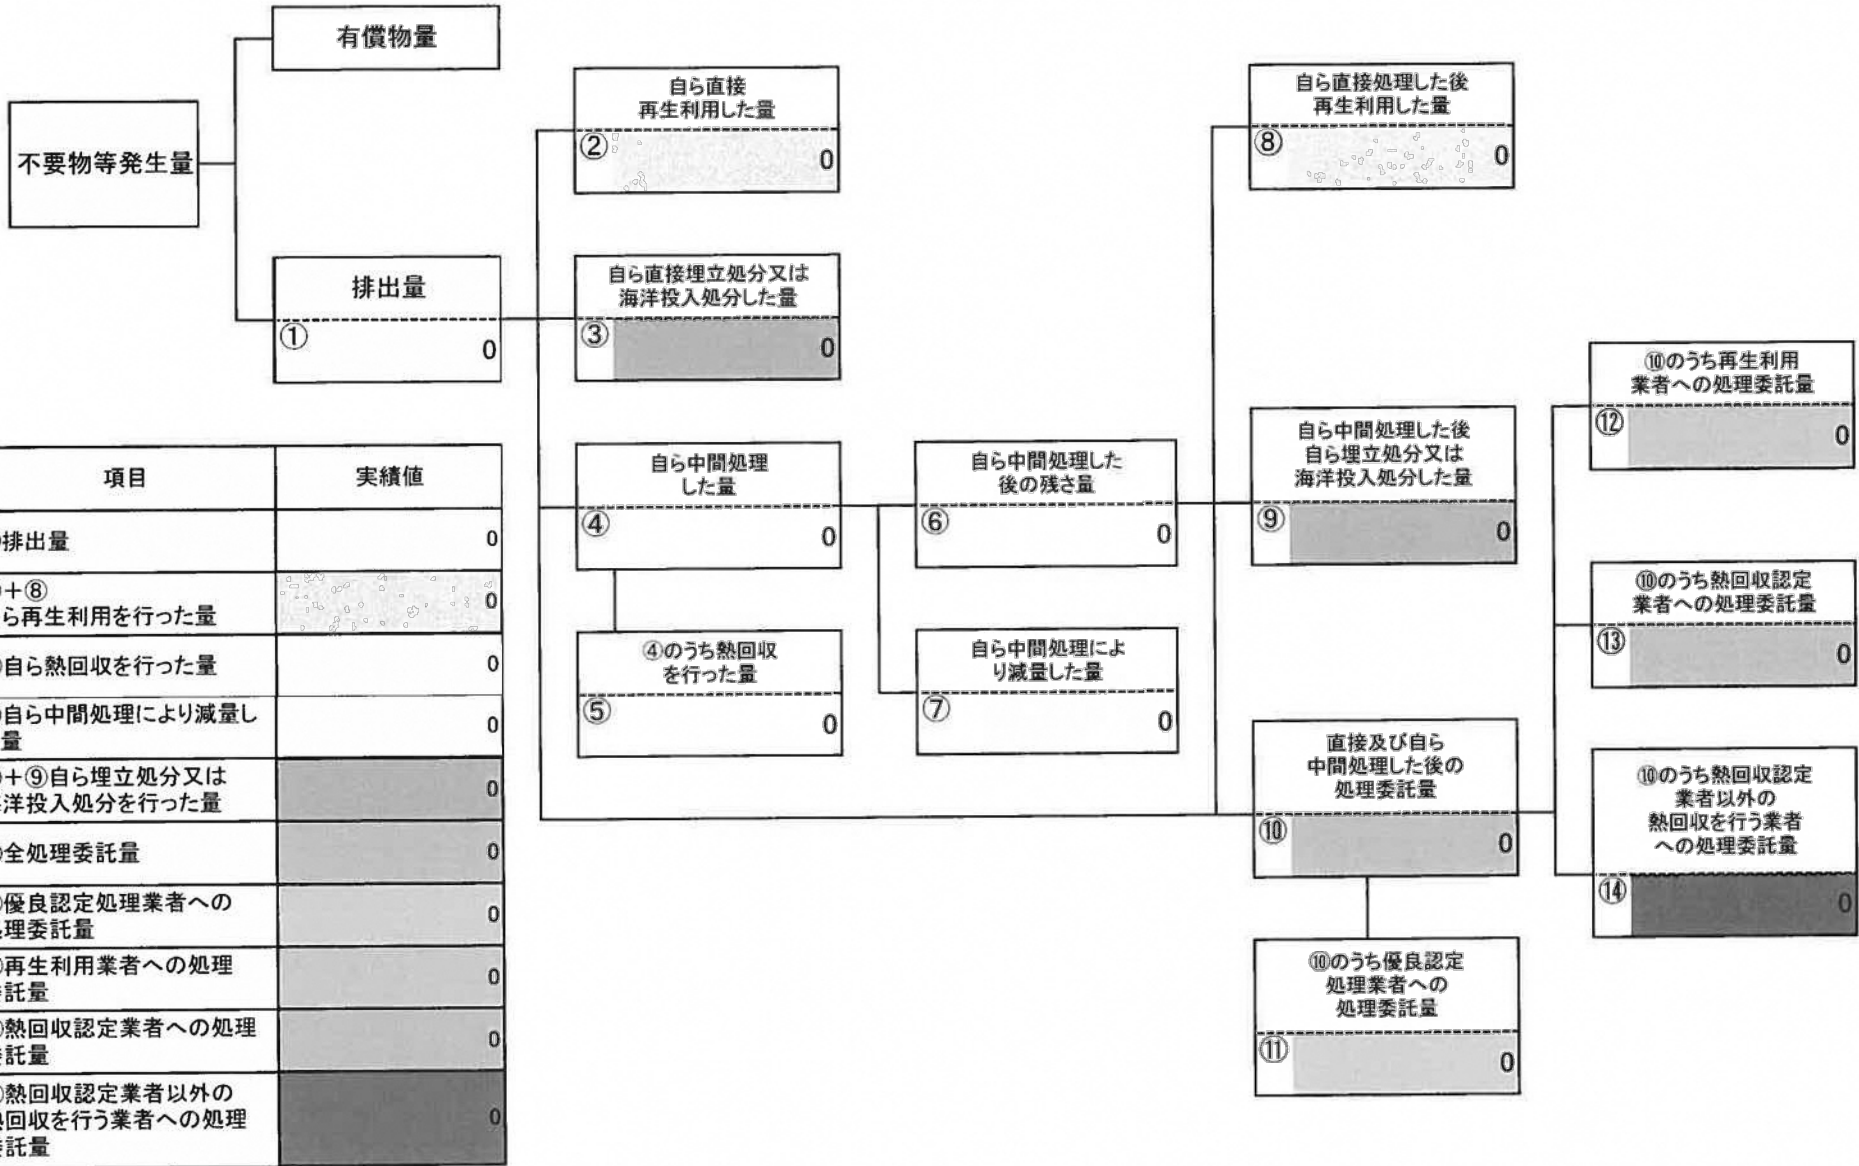 有償物量
不要物等発生量
排出量
①
0
自ら直接
再生利用した量
②
0
自ら直接埋立処分又は
海洋投入処分した量
③
0
自ら中間処理
した量
④
0
④のうち熱回収
を行った量
⑤
0
自ら中間処理した
後の残さ量
⑥
0
自ら中間処理によ
り減量した量
⑦
0
自ら直接処理した後
再生利用した量
⑧
0
自ら中間処理した後
自ら埋立処分又は
海洋投入処分した量
⑨
0
直接及び自ら
中間処理した後の
処理委託量
⑩
0
⑩のうち優良認定
処理業者への
処理委託量
⑪
0
⑩のうち再生利用
業者への処理委託量
⑫
0
⑩のうち熱回収認定
業者への処理委託量
⑬
0
⑩のうち熱回収認定
業者以外の
熱回収を行う業者
への処理委託量
⑭
0
項目 実績値
排出量 0
+⑧
ら再生利用を行った量 0
自ら熱回収を行った量 0
自ら中間処理により減量し
量 0
+⑨自ら埋立処分又は
洋投入処分を行った量 0
全処理委託量 0
優良認定処理業者への
理委託量 0
再生利用業者への処理
託量 0
熱回収認定業者への処理
託量 0
熱回収認定業者以外の
回収を行う業者への処理
託量 0